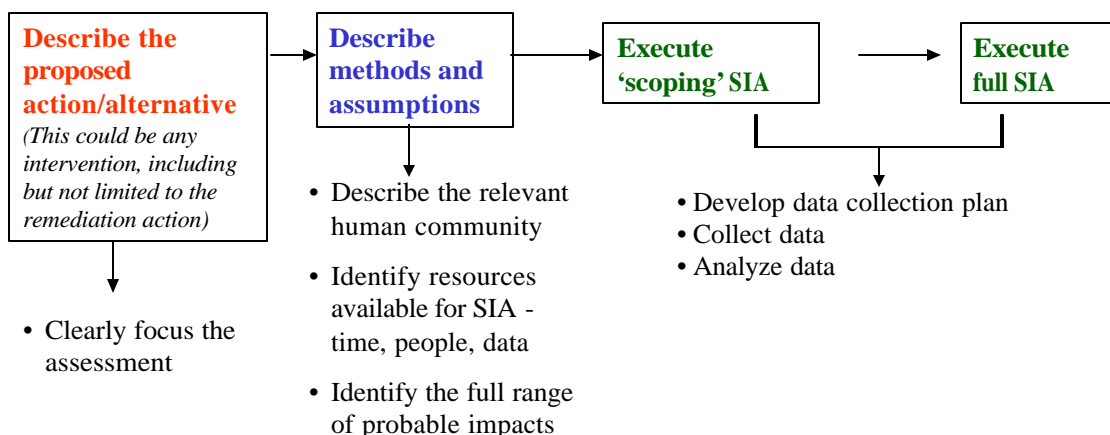 Describe the
proposed
action/alternative
(This could be any
intervention, including
but not limited to the
remediation action)
• Clearly focus the
assessment
Describe
methods and
assumptions
• Describe the relevant
human community
• Identify resources
available for SIA -
time, people, data
• Identify the full range
of probable impacts
Execute
‘scoping’ SIA
Execute
full SIA
• Develop data collection plan
• Collect data
• Analyze data